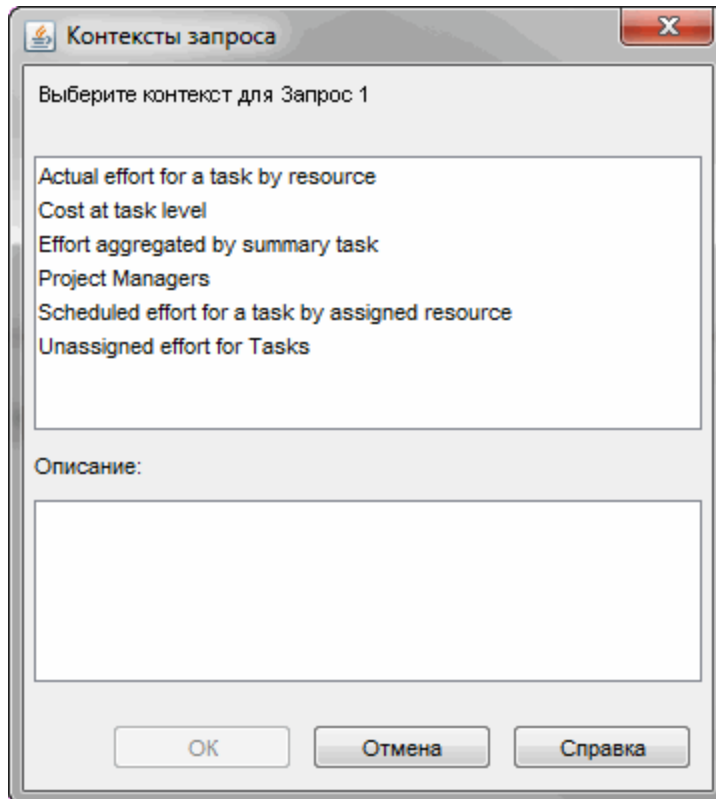 Контексты запроса
Выберите контекст для Запрос 1
Actual effort for a task by resource
Cost at task level
Effort aggregated by summary task
Project Managers
Scheduled effort for a task by assigned resource
Unassigned effort for Tasks
Описание:
ОК Отмена Справка